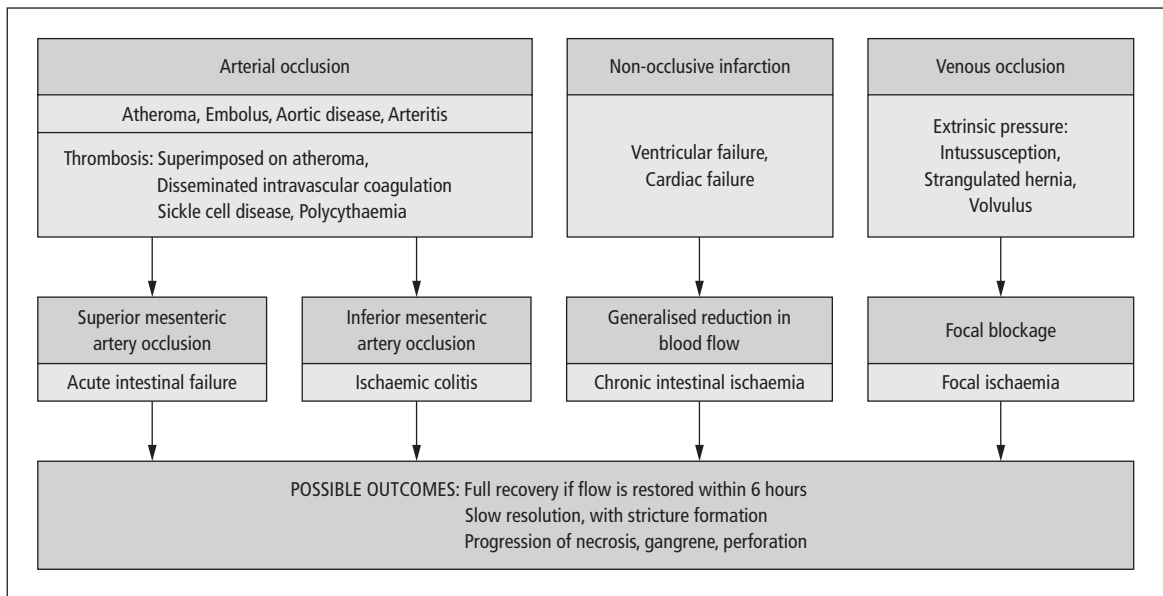 Arterial occlusion
Atheroma, Embolus, Aortic disease, Arteritis
Thrombosis: Superimposed on atheroma,
Disseminated intravascular coagulation
Sickle cell disease, Polycythaemia
Non-occlusive infarction
Ventricular failure,
Cardiac failure
Venous occlusion
Extrinsic pressure:
Intussusception,
Strangulated hernia,
Volvulus
Superior mesenteric
artery occlusion
Acute intestinal failure
Inferior mesenteric
artery occlusion
Ischaemic colitis
Generalised reduction in
blood flow
Chronic intestinal ischaemia
Focal blockage
Focal ischaemia
POSSIBLE OUTCOMES: Full recovery if flow is restored within 6 hours
Slow resolution, with stricture formation
Progression of necrosis, gangrene, perforation